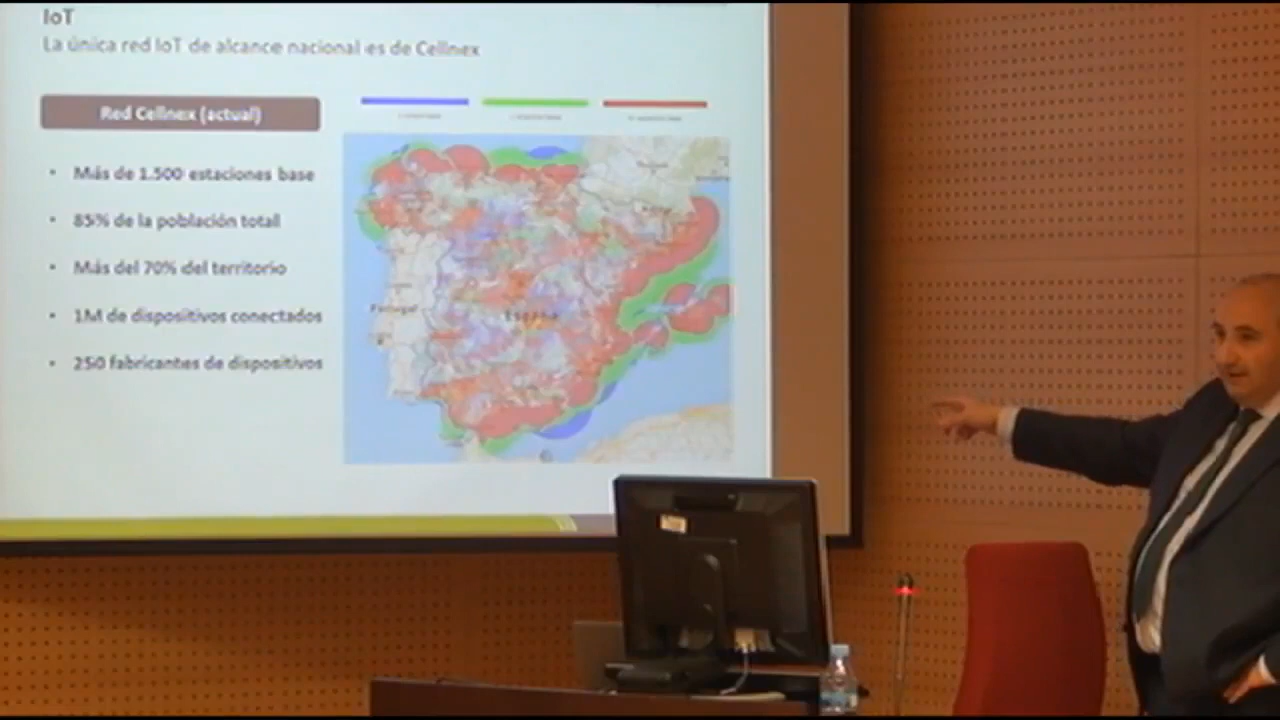 IoT
La única red IoT de alcance nacional es de Cellnex
Red Cellnex (actual)
• Más de 1.500 estaciones base
• 85% de la población total
• Más del 70% del territorio
• 1M de dispositivos conectados
• 250 fabricantes de dispositivos
Portugal
España